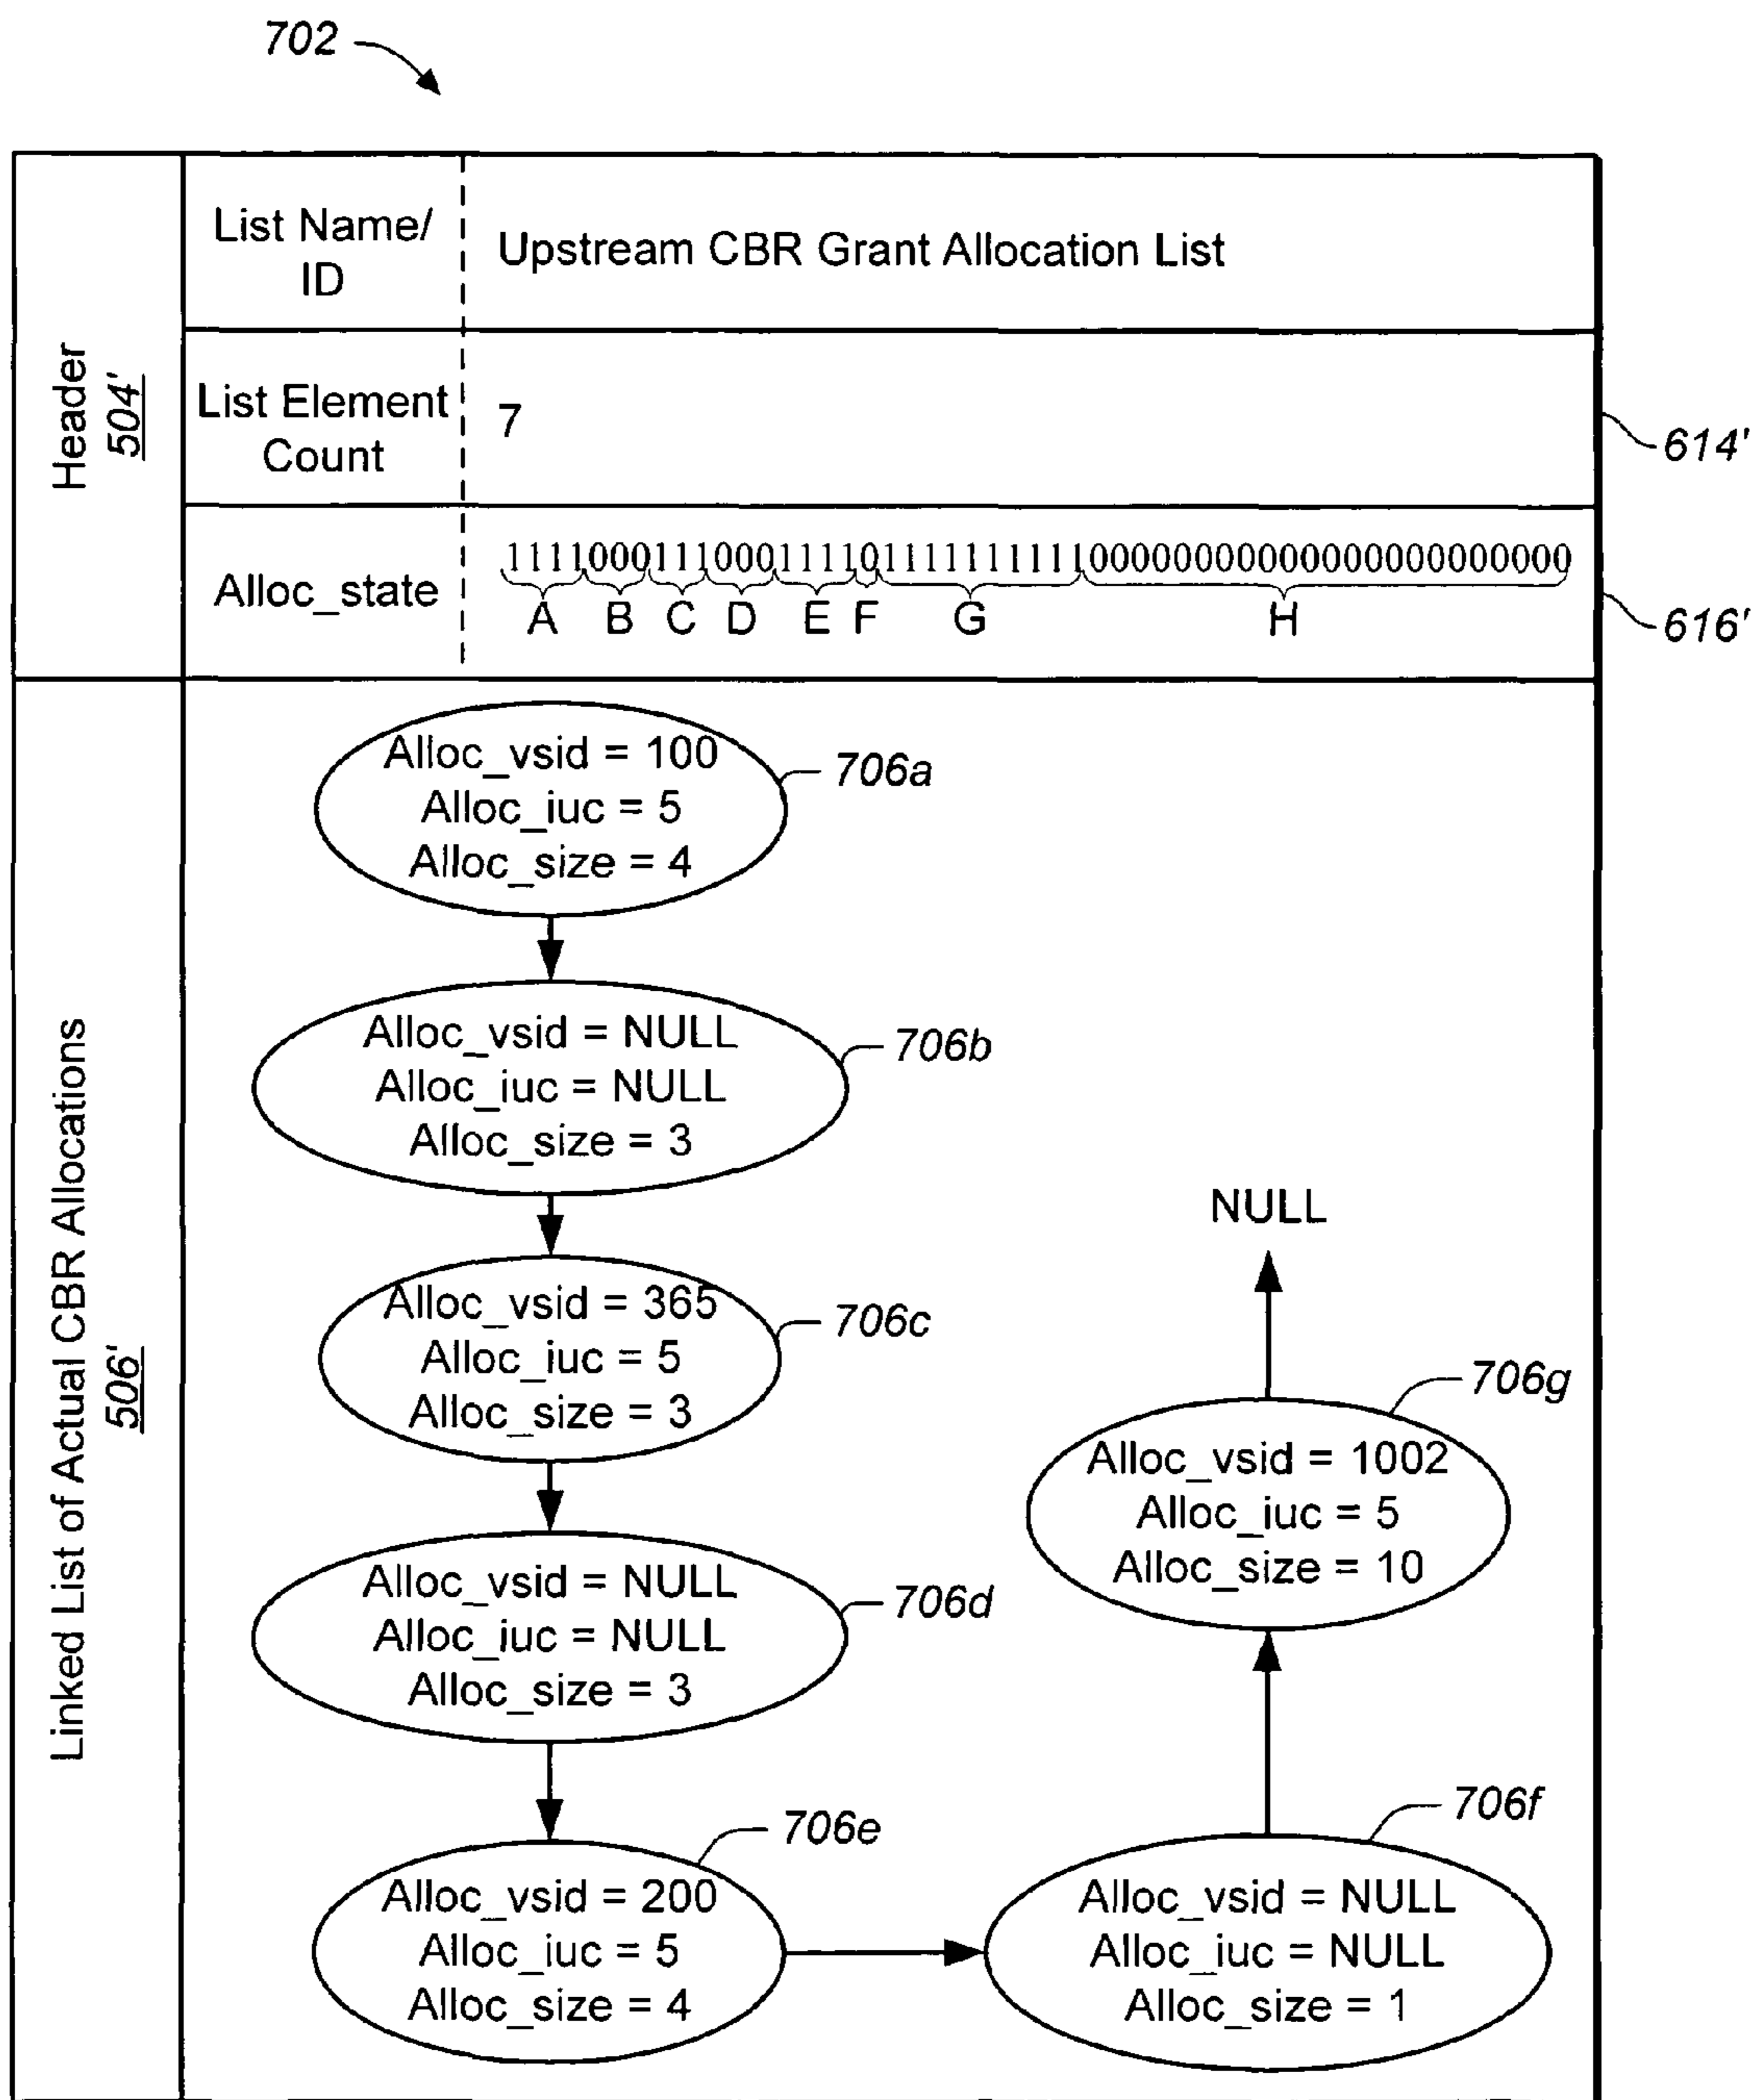 702
Header
504'
List Name/
ID
Upstream CBR Grant Allocation List
List Element
Count
7
614'
Alloc_state
1111000111000111101111111111000000000000000000000000
A B C D E F G H
616'
Linked List of Actual CBR Allocations
506'
Alloc_vsid = 100
Alloc_iuc = 5
Alloc_size = 4
706a
Alloc_vsid = NULL
Alloc_iuc = NULL
Alloc_size = 3
706b
Alloc_vsid = 365
Alloc_iuc = 5
Alloc_size = 3
706c
Alloc_vsid = NULL
Alloc_iuc = NULL
Alloc_size = 3
706d
Alloc_vsid = 200
Alloc_iuc = 5
Alloc_size = 4
706e
Alloc_vsid = NULL
Alloc_iuc = NULL
Alloc_size = 1
706f
Alloc_vsid = 1002
Alloc_iuc = 5
Alloc_size = 10
706g
NULL